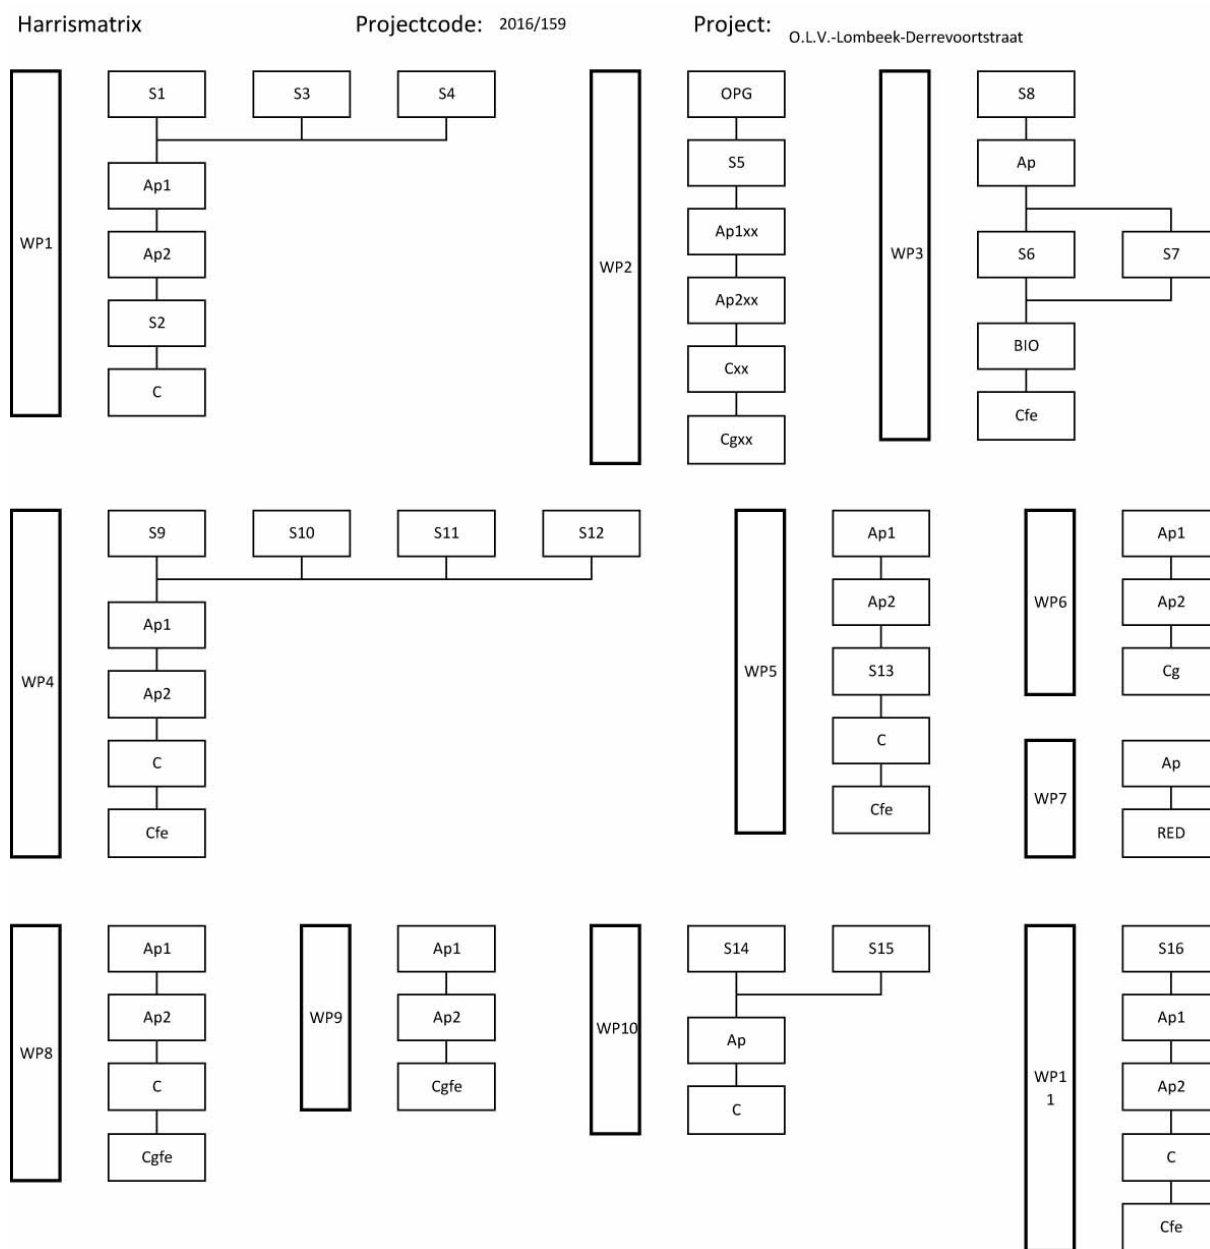 Harrismatrix Projectcode: 2016/159 Project: O.L.V.-Lombeek-Derrevoortstraat
WP1
S1 S3 S4
Ap1
Ap2
S2
C
WP2
OPG
S5
Ap1xx
Ap2xx
Cxx
Cgxx
WP3
S8
Ap
S6 S7
BIO
Cfe
WP4
S9 S10 S11 S12
Ap1
Ap2
C
Cfe
WP5
Ap1
Ap2
S13
C
Cfe
WP6
Ap1
Ap2
Cg
WP7
Ap
RED
WP8
Ap1
Ap2
C
Cgfe
WP9
Ap1
Ap2
Cgfe
WP10
S14 S15
Ap
C
WP1
1
S16
Ap1
Ap2
C
Cfe